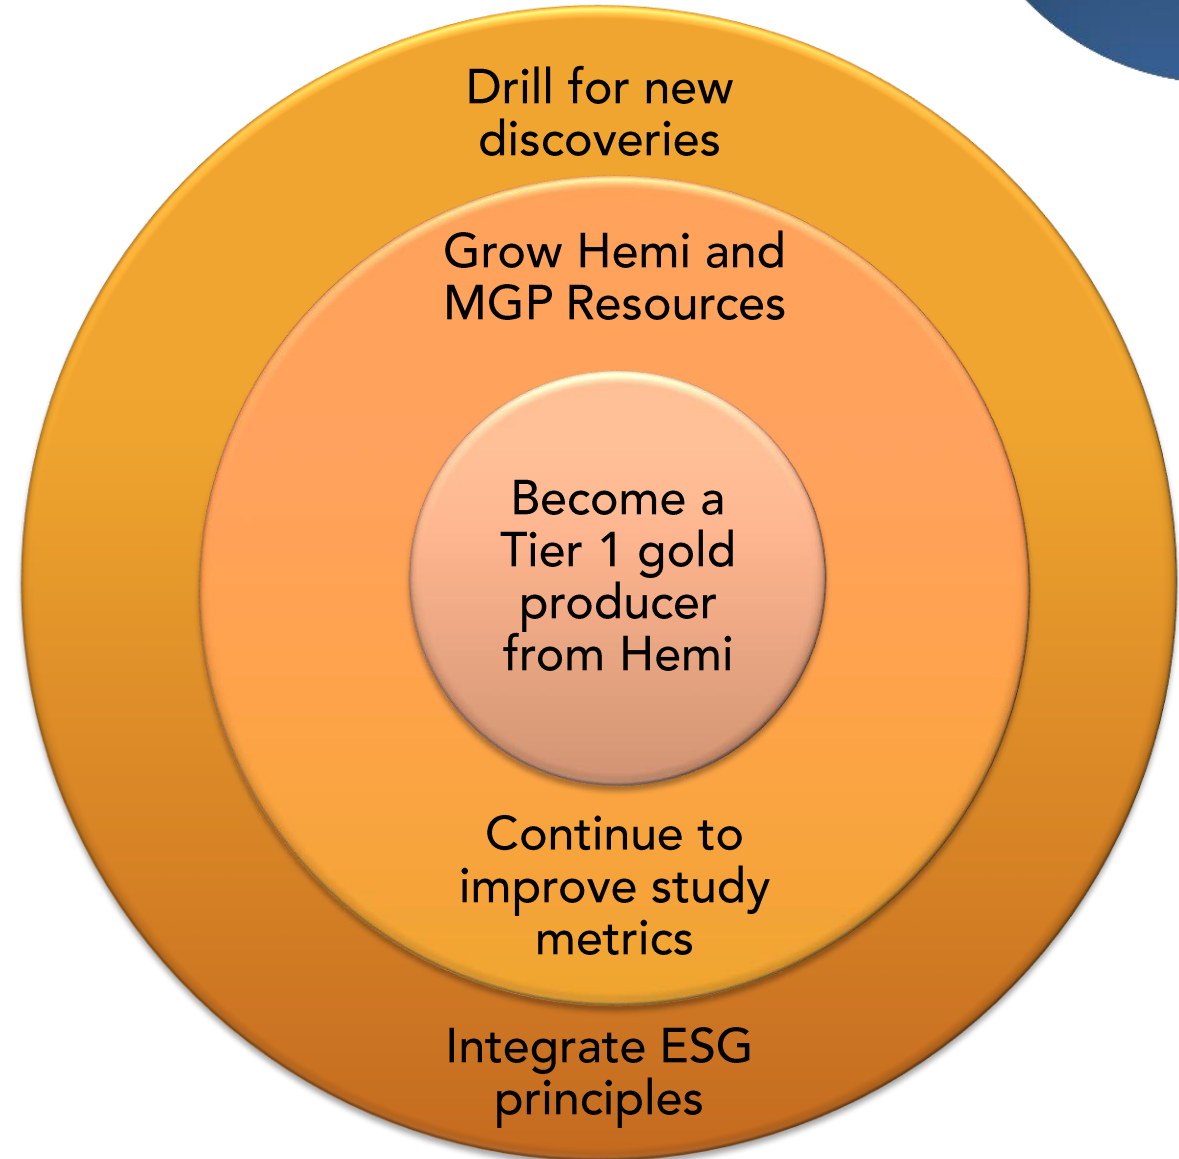 Drill for new
discoveries
Grow Hemi and
MGP Resources
Become a
Tier 1 gold
producer
from Hemi
Continue to
improve study
metrics
Integrate ESG
principles